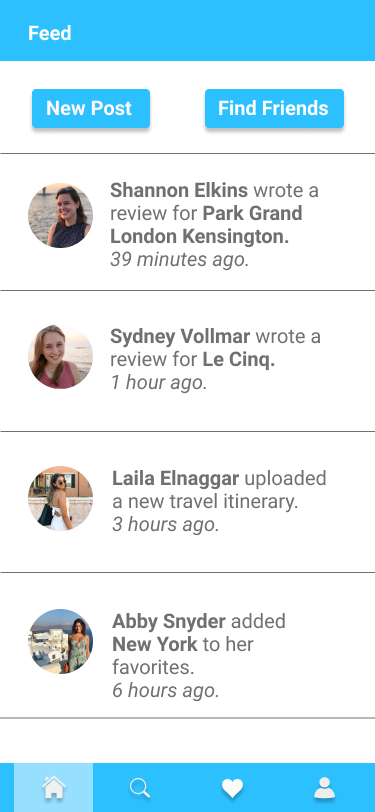 Feed
New Post
Find Friends
Shannon Elkins wrote a
review for Park Grand
London Kensington.
39 minutes ago.
Sydney Vollmar wrote a
review for Le Cinq.
1 hour ago.
Laila Elnaggar uploaded
a new travel itinerary.
3 hours ago.
Abby Snyder added
New York to her
favorites.
6 hours ago.